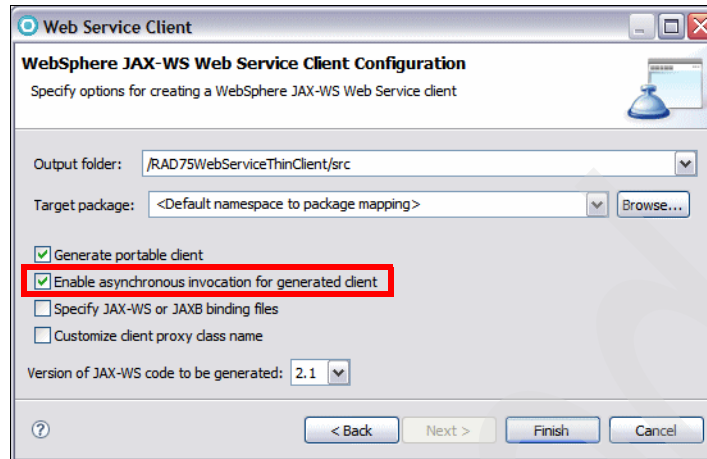 Web Service Client
WebSphere JAX-WS Web Service Client Configuration
Specify options for creating a WebSphere JAX-WS Web Service client
Output folder: /RAD75WebServiceThinClient/src
Target package: <Default namespace to package mapping> Browse...
Generate portable client
Enable asynchronous invocation for generated client
Specify JAX-WS or JAXB binding files
Customize client proxy class name
Version of JAX-WS code to be generated: 2.1
? < Back Next > Finish Cancel